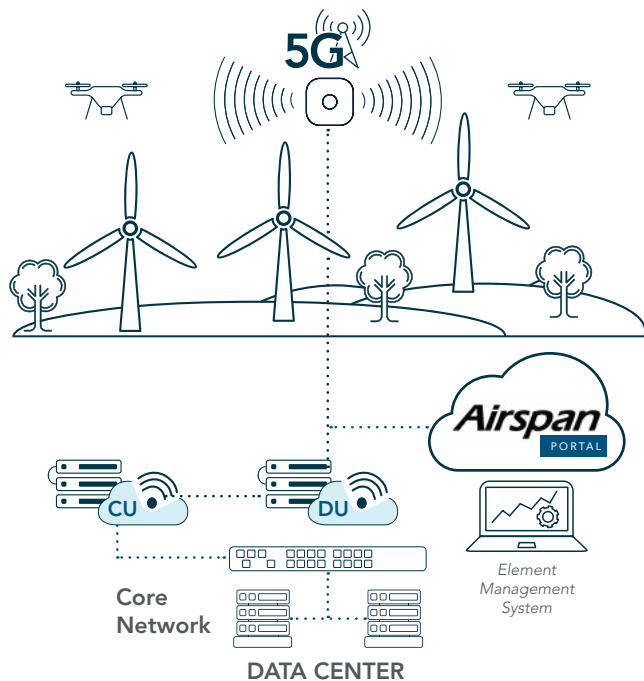 5G
Airspan
PORTAL
CU
DU
Element
Management
System
Core
Network
DATA CENTER